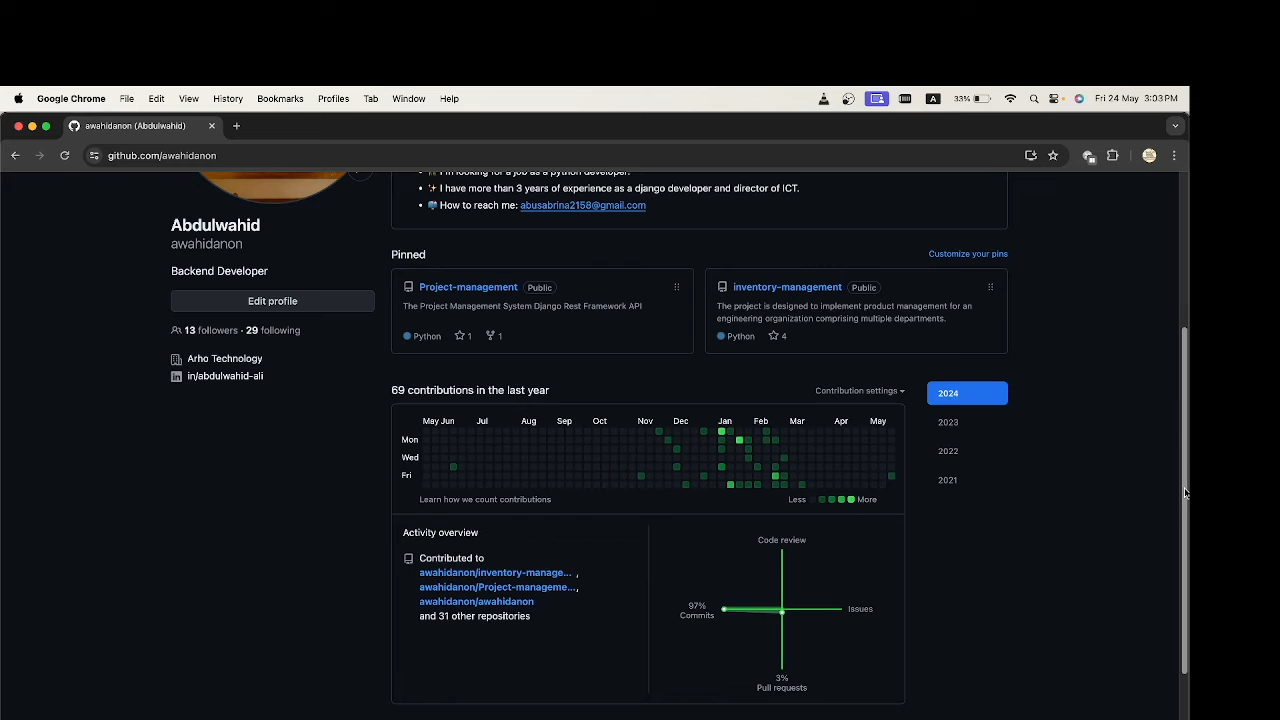 Google Chrome File Edit View History Bookmarks Profiles Tab Window Help A 33% Fri 24 May 3:03PM
awahidanon (Abdulwahid)
github.com/awahidanon
I'm looking for a job as a python developer.
I have more than 3 years of experience as a django developer and director of ICT.
How to reach me: abusabrina2158@gmail.com
Abdulwahid
awahidanon
Backend Developer
Edit profile
13 followers · 29 following
Arho Technology
in/abdulwahid-ali
Pinned
Customize your pins
Project-management Public
The Project Management System Django Rest Framework API
Python 1 1
inventory-management Public
The project is designed to implement product management for an
engineering organization comprising multiple departments.
Python 4
69 contributions in the last year
Contribution settings
2024
2023
2022
2021
May Jun Jul Aug Sep Oct Nov Dec Jan Feb Mar Apr May
Mon
Wed
Fri
Learn how we count contributions
Less More
Activity overview
Contributed to
awahidanon/inventory-manage... ,
awahidanon/Project-manageme... ,
awahidanon/awahidanon
and 31 other repositories
Code review
97%
Commits
Issues
3%
Pull requests